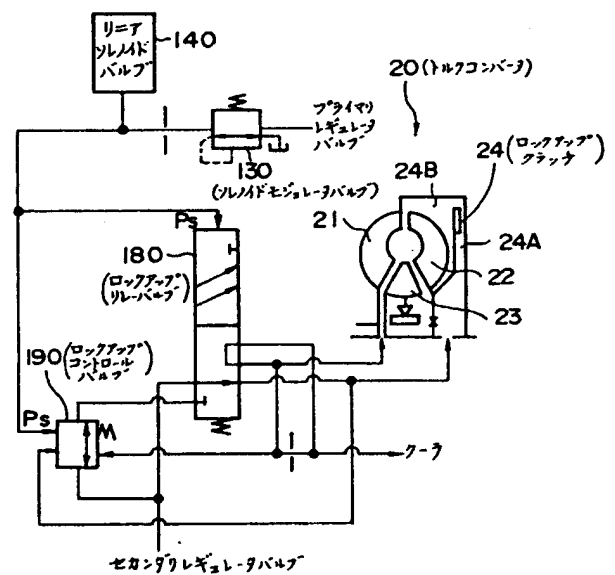 リニア
ソレノイド
バルブ
140
20(トルクコンバータ)
プライマリ
レギュレータ
バルブ
130
(ソレノイドモジュレータバルブ)
24(ロックアップ
クラッチ)
24B
21
24A
22
23
Ps
180
(ロックアップ
リレーバルブ)
190(ロックアップ
コントロール
バルブ)
Ps
クーラ
セカンダリレギュレータバルブ